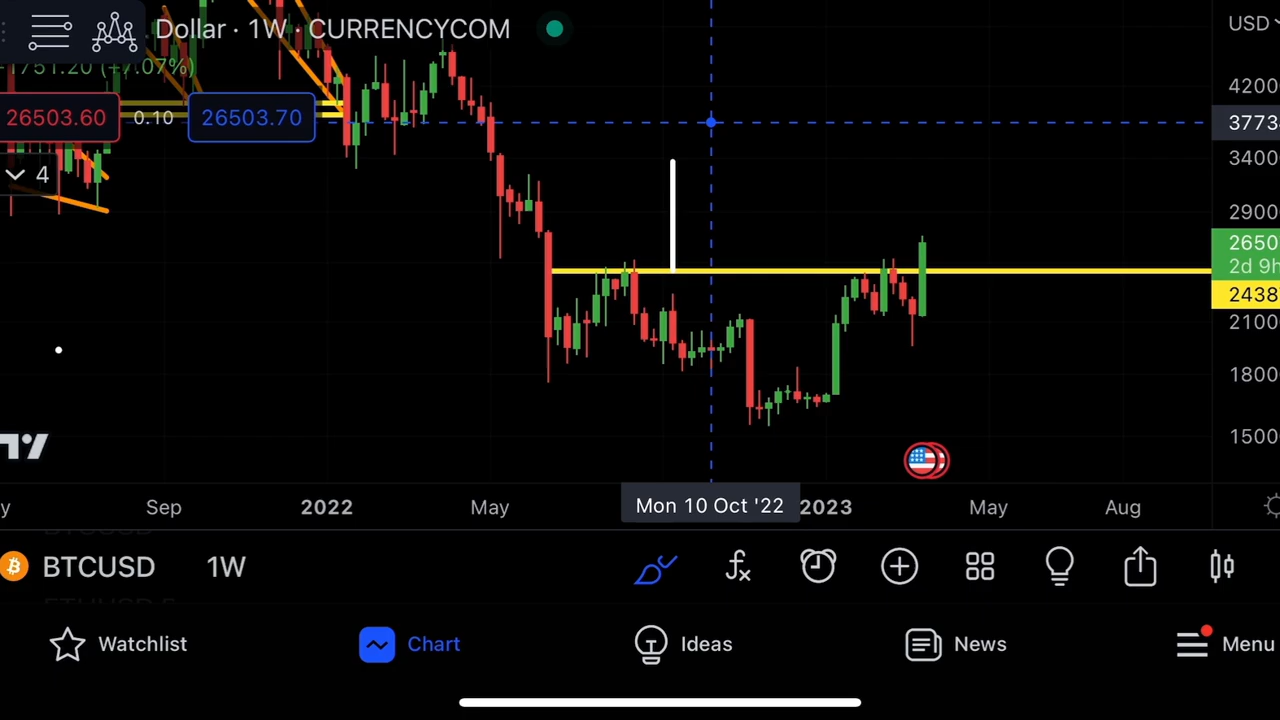 Dollar · 1W · CURRENCYCOM
USD
1751.20 (+7.07%)
4200
26503.60
0.10
26503.70
3773
3400
4
2900
2650
2d 9h
2438
2100
1800
1500
Sep
2022
May
Mon 10 Oct '22
2023
May
Aug
BTCUSD
1W
Watchlist
Chart
Ideas
News
Menu